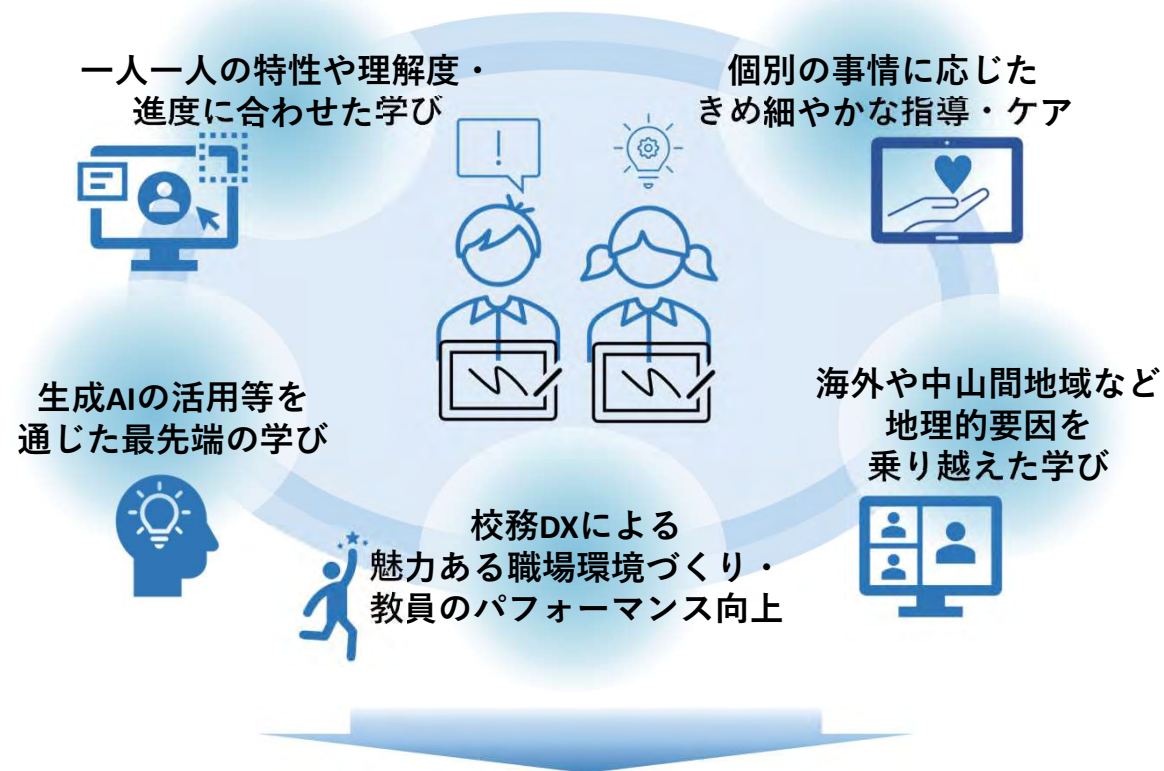 一人一人の特性や理解度・
進度に合わせた学び
個別の事情に応じた
きめ細やかな指導・ケア
生成AIの活用等を
通じた最先端の学び
海外や中山間地域など
地理的要因を
乗り越えた学び
校務DXによる
魅力ある職場環境づくり・
教員のパフォーマンス向上